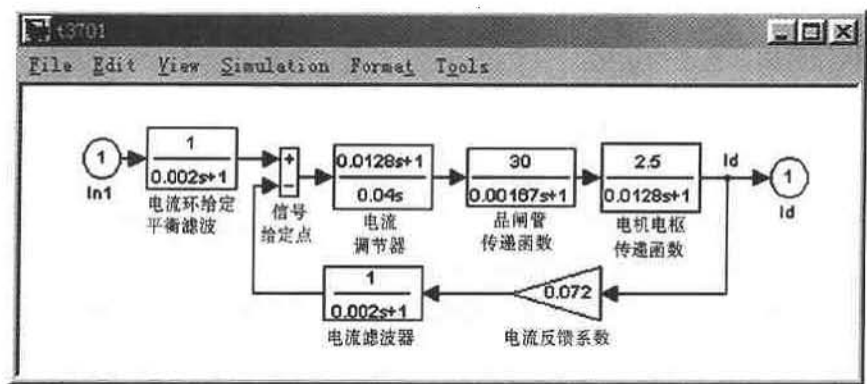 t3701
File Edit View Simulation Format Tools
1
In1
1
0.002s+1
电流环给定
平衡滤波
+
−
信号
给定点
0.0128s+1
0.04s
电流
调节器
30
0.00167s+1
品闸管
传递函数
2.5
0.0128s+1
电机电枢
传递函数
Id
1
Id
1
0.002s+1
电流滤波器
0.072
电流反馈系数